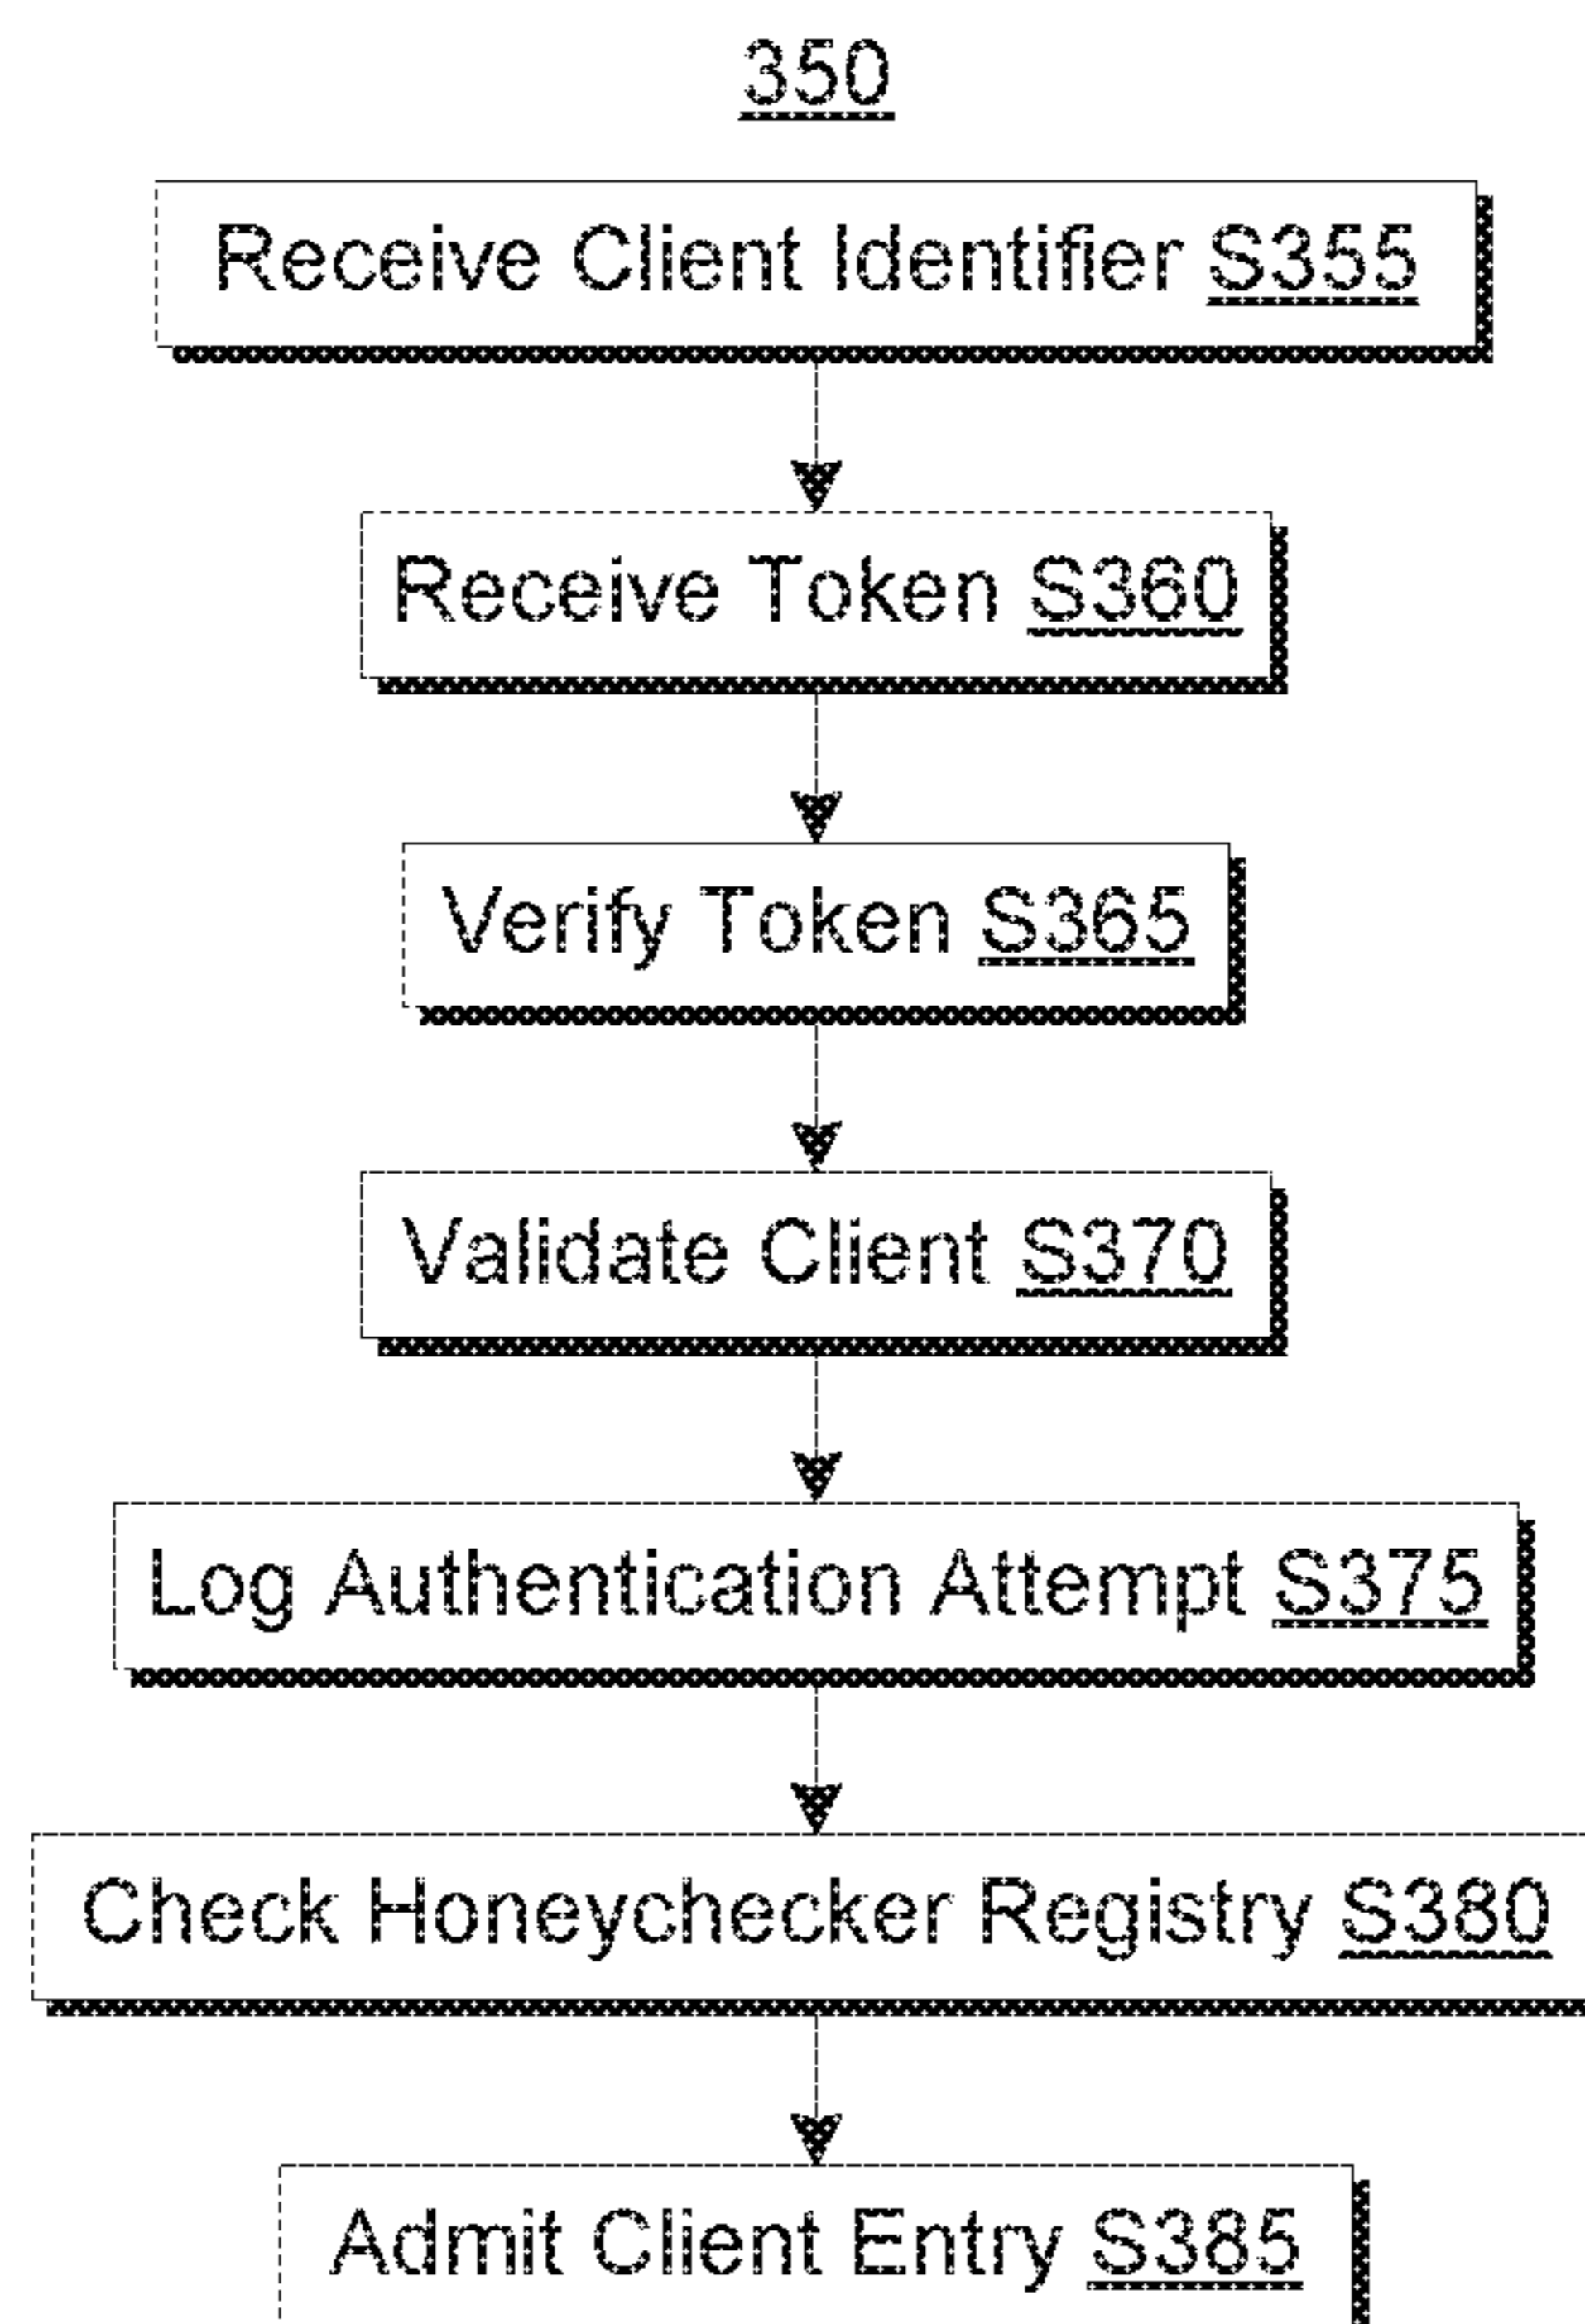 350
Receive Client Identifier S355
Receive Token S360
Verify Token S365
Validate Client S370
Log Authentication Attempt S375
Check Honeychecker Registry S380
Admit Client Entry S385